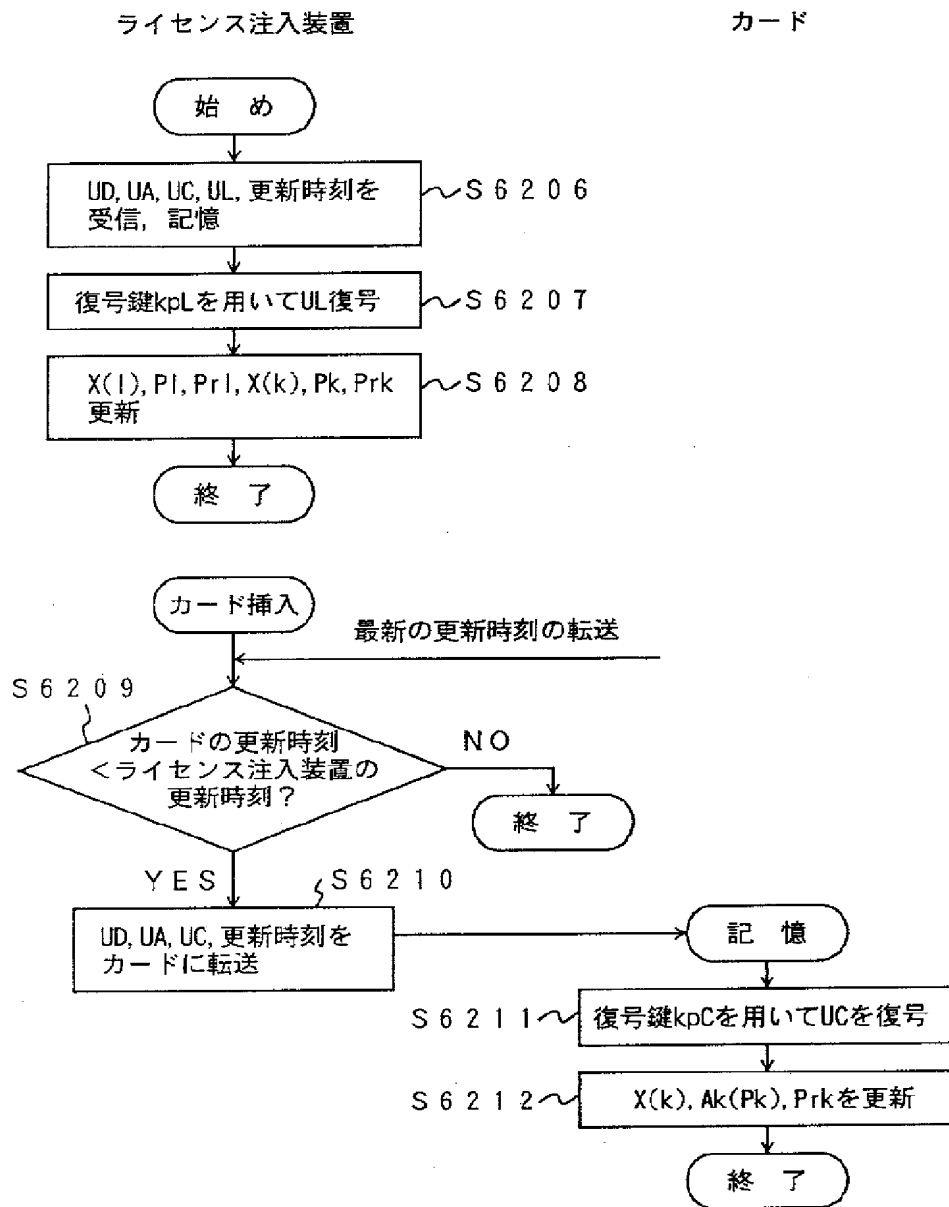 ライセンス注入装置
カード
始 め
UD, UA, UC, UL, 更新時刻を
受信, 記憶
S6206
復号鍵kpLを用いてUL復号
S6207
X(l), Pl, Prl, X(k), Pk, Prk
更新
S6208
終 了
カード挿入
最新の更新時刻の転送
S6209
カードの更新時刻
<ライセンス注入装置の
更新時刻?
NO
終 了
YES
S6210
UD, UA, UC, 更新時刻を
カードに転送
記 憶
S6211
復号鍵kpCを用いてUCを復号
S6212
X(k), Ak(Pk), Prkを更新
終 了